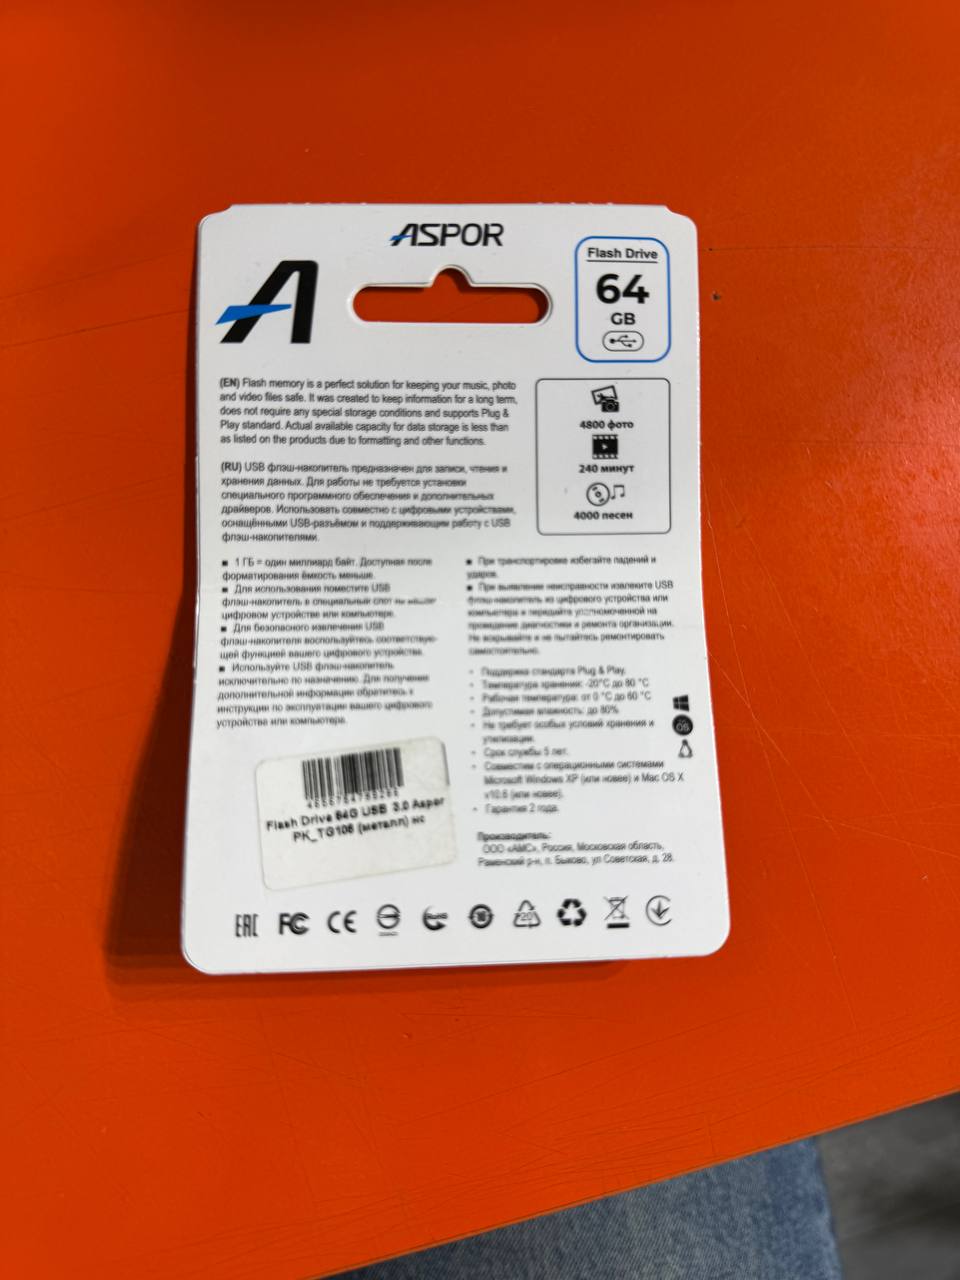 ASPOR
Flash Drive
64
GB
(EN) Flash memory is a perfect solution for keeping your music, photo
and video files safe. It was created to keep information for a long term,
does not require any special storage conditions and supports Plug &
Play standard. Actual available capacity for data storage is less than
as listed on the products due to formatting and other functions.
4800 фото
240 минут
4000 песен
(RU) USB флэш-накопитель предназначен для записи, чтения и
хранения данных. Для работы не требуется установки
специального программного обеспечения и дополнительных
драйверов. Использовать совместно с цифровыми устройствами,
оснащёнными USB-разъёмом и поддерживающим работу с USB
флэш-накопителями.
■ 1 ГБ = один миллиард байт. Доступная после
форматирования ёмкость меньше.
■ Для использования поместите USB
флэш-накопитель в специальный слот на вашем
цифровом устройстве или компьютере.
■ Для безопасного извлечения USB
флэш-накопителя воспользуйтесь соответствую-
щей функцией вашего цифрового устройства.
■ Используйте USB флэш-накопитель
исключительно по назначению. Для получения
дополнительной информации обратитесь к
инструкции по эксплуатации вашего цифрового
устройства или компьютера.
■ При транспортировке избегайте падений и
ударов.
■ При выявлении неисправности извлеките USB
флэш-накопитель из цифрового устройства или
компьютера и передайте уполномоченной на
проведение диагностики и ремонта организации.
Не вскрывайте и не пытайтесь ремонтировать
самостоятельно.
• Поддержка стандарта Plug & Play.
• Температура хранения: -20°C до 80 °C
• Рабочая температура: от 0 °C до 60 °C
• Допустимая влажность: до 80%
• Не требует особых условий хранения и
утилизации.
• Срок службы 5 лет.
• Совместим с операционными системами
Microsoft Windows XP (или новее) и Mac OS X
v10.6 (или новее).
• Гарантия 2 года.
Производитель:
ООО «АМС», Россия, Московская область,
Раменский р-н, п. Быково, ул Советская, д. 28.
Flash Drive 64G USB 3.0 Aspor
PK_TG106 (металл) нс
EAC FC CE RoHS 10 20